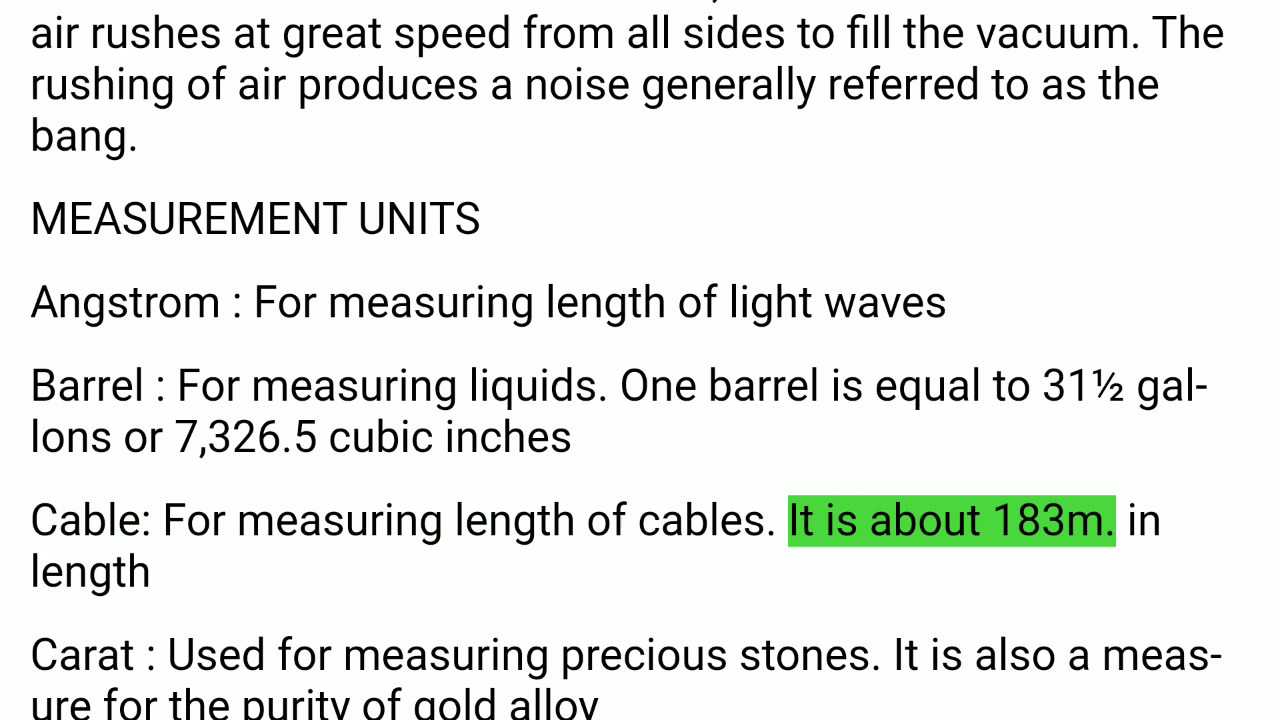 air rushes at great speed from all sides to fill the vacuum. The
rushing of air produces a noise generally referred to as the
bang.
MEASUREMENT UNITS
Angstrom : For measuring length of light waves
Barrel : For measuring liquids. One barrel is equal to 31½ gal-
lons or 7,326.5 cubic inches
Cable: For measuring length of cables. It is about 183m. in
length
Carat : Used for measuring precious stones. It is also a meas-
ure for the purity of gold alloy